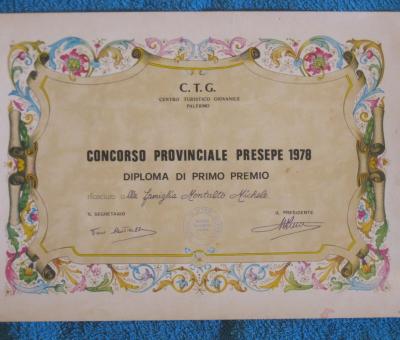 C.T.G.
CENTRO TURISTICO GIOVANILE
PALERMO
CONCORSO PROVINCIALE PRESEPE 1978
DIPLOMA DI PRIMO PREMIO
rilasciato alla famiglia Montalto Michele
IL SEGRETARIO
IL PRESIDENTE